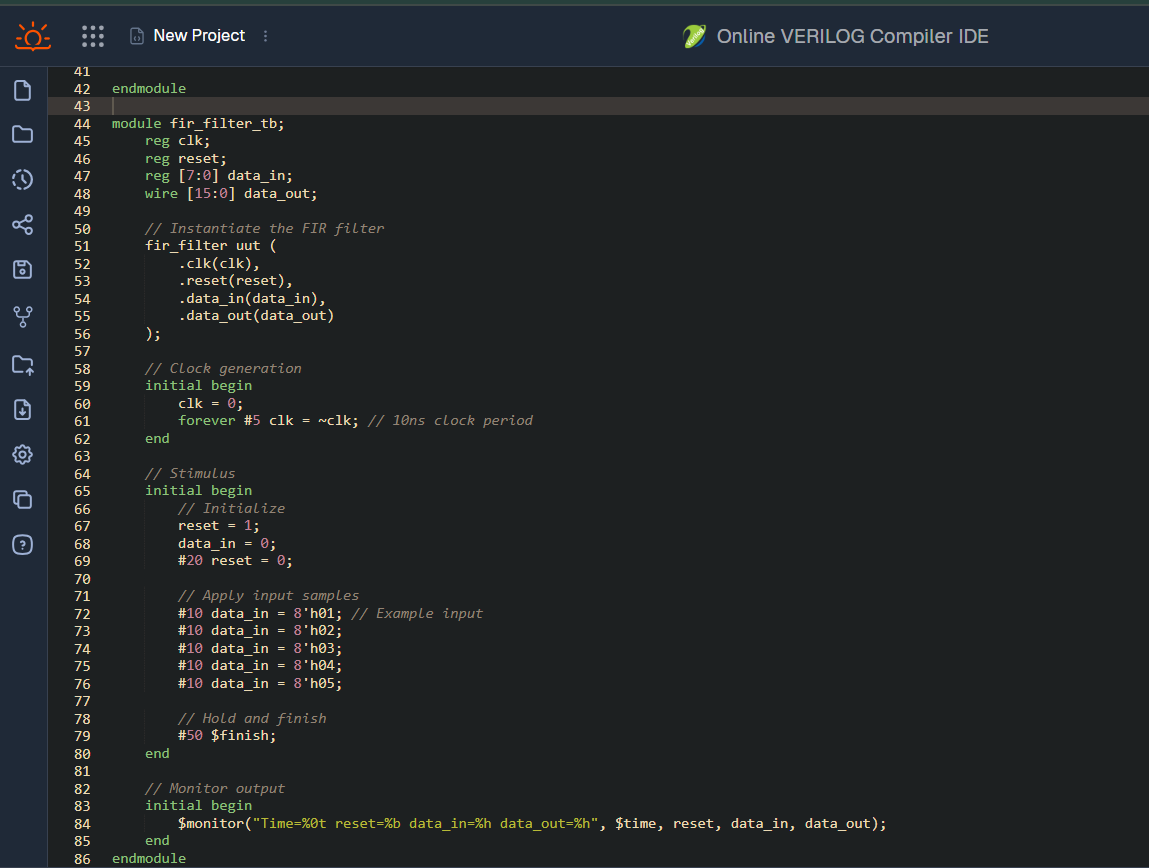 New Project
Online VERILOG Compiler IDE
41
42 endmodule
43
44 module fir_filter_tb;
45     reg clk;
46     reg reset;
47     reg [7:0] data_in;
48     wire [15:0] data_out;
49
50     // Instantiate the FIR filter
51     fir_filter uut (
52         .clk(clk),
53         .reset(reset),
54         .data_in(data_in),
55         .data_out(data_out)
56     );
57
58     // Clock generation
59     initial begin
60         clk = 0;
61         forever #5 clk = ~clk; // 10ns clock period
62     end
63
64     // Stimulus
65     initial begin
66         // Initialize
67         reset = 1;
68         data_in = 0;
69         #20 reset = 0;
70
71         // Apply input samples
72         #10 data_in = 8'h01; // Example input
73         #10 data_in = 8'h02;
74         #10 data_in = 8'h03;
75         #10 data_in = 8'h04;
76         #10 data_in = 8'h05;
77
78         // Hold and finish
79         #50 $finish;
80     end
81
82     // Monitor output
83     initial begin
84         $monitor("Time=%0t reset=%b data_in=%h data_out=%h", $time, reset, data_in, data_out);
85     end
86 endmodule